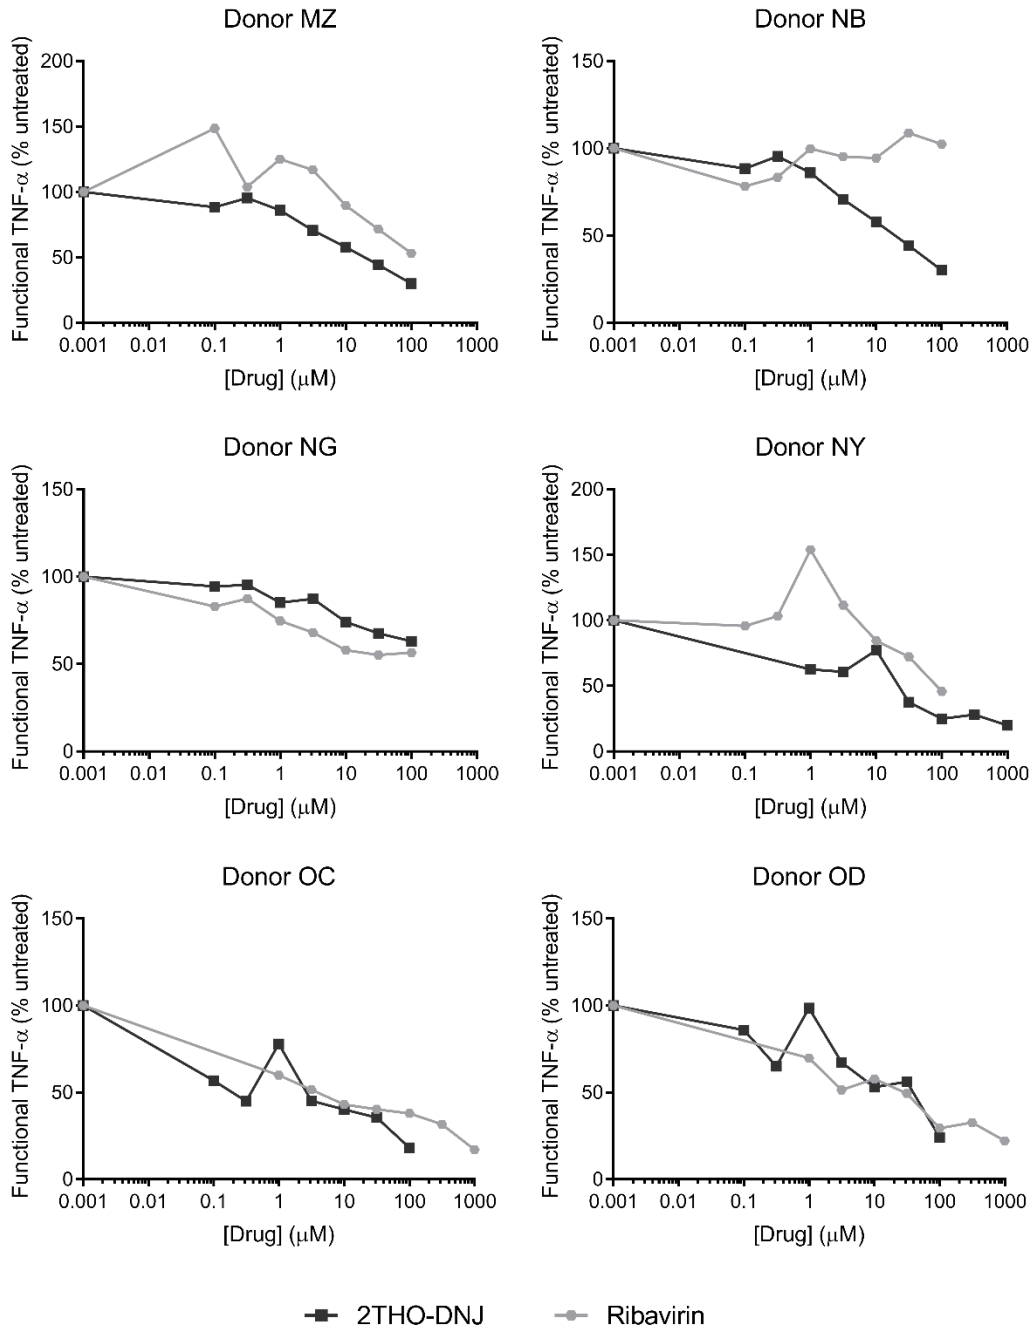 Donor MZ
Functional TNF-α (% untreated)
200
150
100
50
0
0.001 0.01 0.1 1 10 100 1000
[Drug] (μM)
Donor NB
Functional TNF-α (% untreated)
150
100
50
0
0.001 0.01 0.1 1 10 100 1000
[Drug] (μM)
Donor NG
Functional TNF-α (% untreated)
150
100
50
0
0.001 0.01 0.1 1 10 100 1000
[Drug] (μM)
Donor NY
Functional TNF-α (% untreated)
200
150
100
50
0
0.001 0.01 0.1 1 10 100 1000
[Drug] (μM)
Donor OC
Functional TNF-α (% untreated)
150
100
50
0
0.001 0.01 0.1 1 10 100 1000
[Drug] (μM)
Donor OD
Functional TNF-α (% untreated)
150
100
50
0
0.001 0.01 0.1 1 10 100 1000
[Drug] (μM)
2THO-DNJ Ribavirin